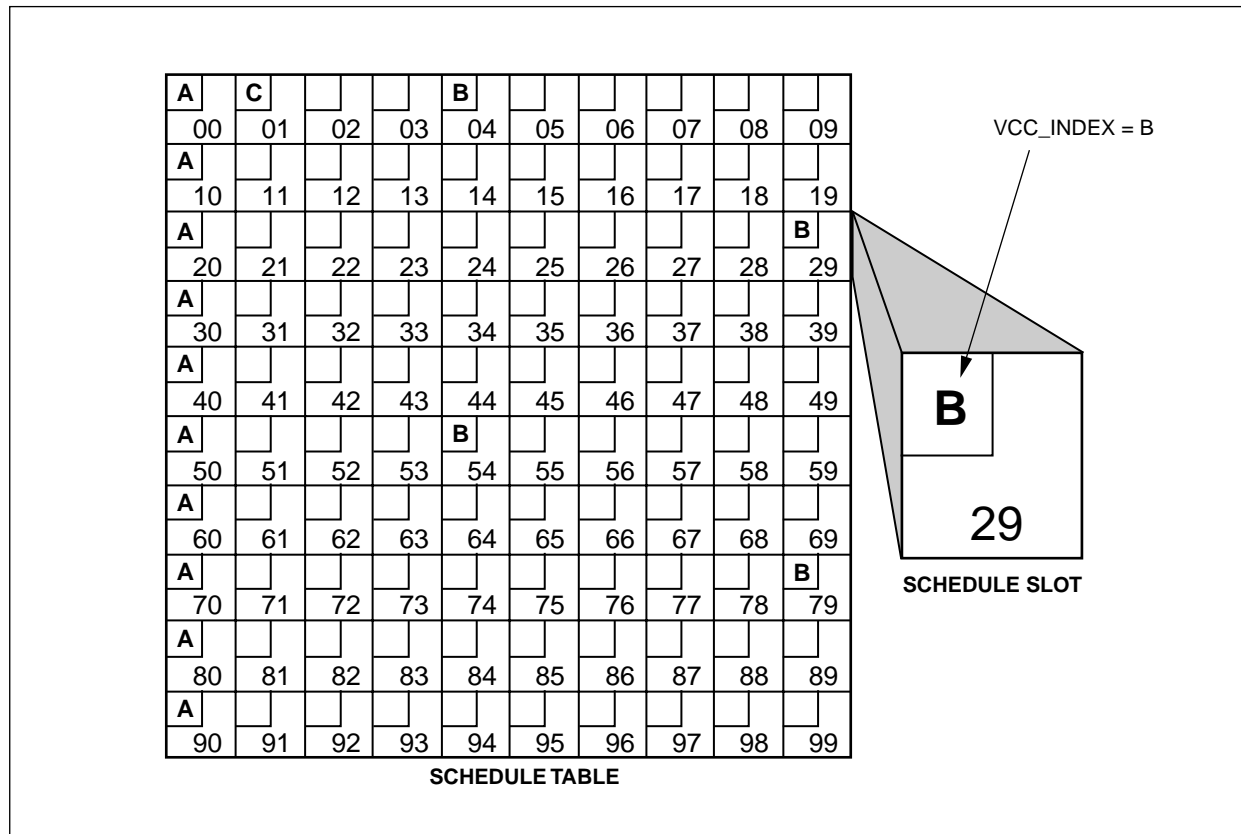 A C B
00 01 02 03 04 05 06 07 08 09
VCC_INDEX = B
A
10 11 12 13 14 15 16 17 18 19
A B
20 21 22 23 24 25 26 27 28 29
A
30 31 32 33 34 35 36 37 38 39
A
40 41 42 43 44 45 46 47 48 49
B
A B
50 51 52 53 54 55 56 57 58 59
A
60 61 62 63 64 65 66 67 68 69
29
A B
70 71 72 73 74 75 76 77 78 79
SCHEDULE SLOT
A
80 81 82 83 84 85 86 87 88 89
A
90 91 92 93 94 95 96 97 98 99
SCHEDULE TABLE